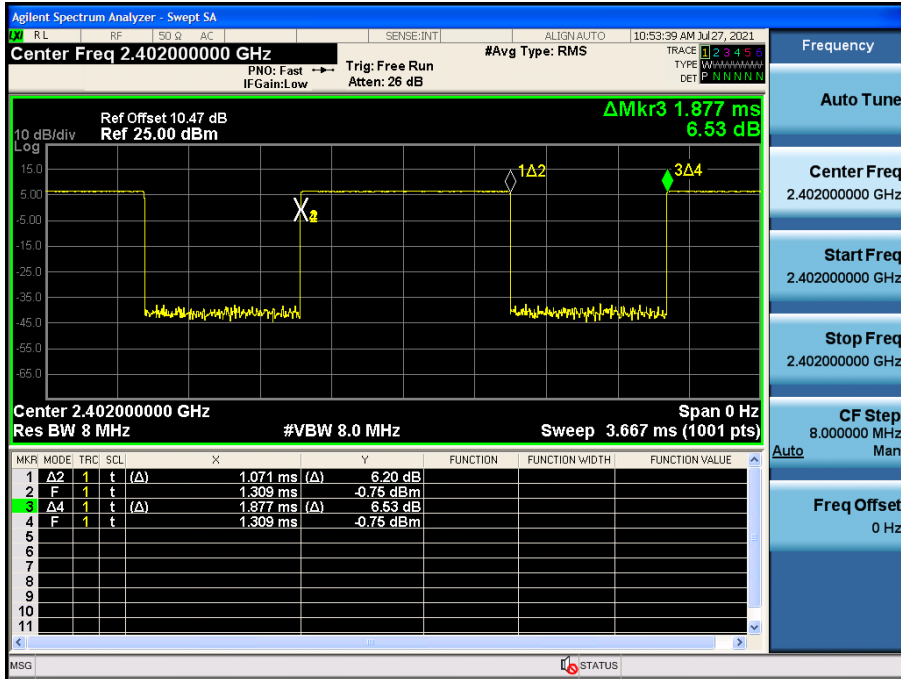 Agilent Spectrum Analyzer - Swept SA
LXI RL RF 50 Ω AC SENSE:INT ALIGN AUTO 10:53:39 AM Jul 27, 2021
Center Freq 2.402000000 GHz
#Avg Type: RMS
TRACE 1 2 3 4 5 6
PNO: Fast
Trig: Free Run
TYPE WWWWWW
IFGain:Low
Atten: 26 dB
DET P N N N N N
Frequency
Auto Tune
Center Freq
2.402000000 GHz
Start Freq
2.402000000 GHz
Stop Freq
2.402000000 GHz
CF Step
8.000000 MHz
Auto Man
Freq Offset
0 Hz
ΔMkr3 1.877 ms
6.53 dB
Ref Offset 10.47 dB
10 dB/div Ref 25.00 dBm
Log
15.0
5.00
-5.00
-15.0
-25.0
-35.0
-45.0
-55.0
-65.0
1Δ2
3Δ4
Center 2.402000000 GHz Span 0 Hz
Res BW 8 MHz #VBW 8.0 MHz Sweep 3.667 ms (1001 pts)
MKR MODE TRC SCL X Y FUNCTION FUNCTION WIDTH FUNCTION VALUE
1 Δ2 1 t (Δ) 1.071 ms (Δ) 6.20 dB
2 F 1 t 1.309 ms -0.75 dBm
3 Δ4 1 t (Δ) 1.877 ms (Δ) 6.53 dB
4 F 1 t 1.309 ms -0.75 dBm
5
6
7
8
9
10
11
MSG STATUS